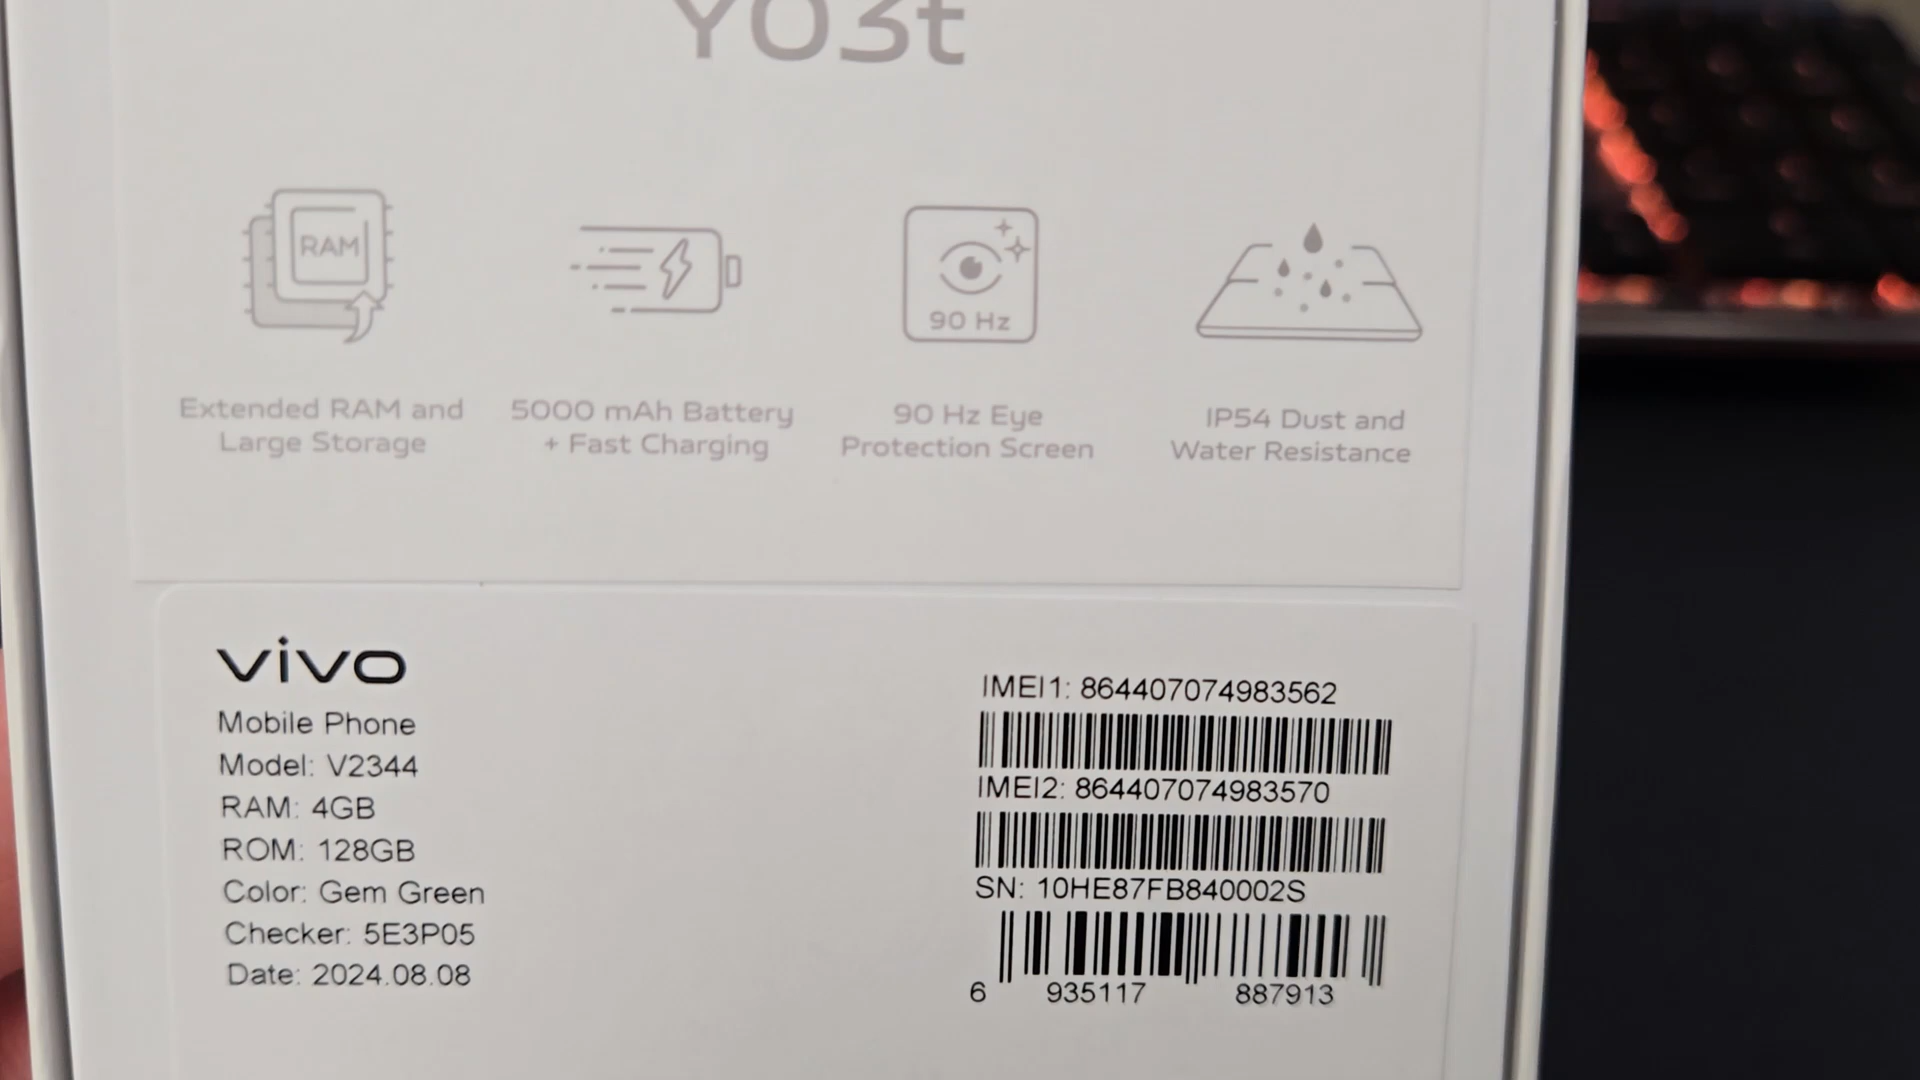 Y03t
RAM
90 Hz
Extended RAM and
Large Storage
5000 mAh Battery
+ Fast Charging
90 Hz Eye
Protection Screen
IP54 Dust and
Water Resistance
vivo
Mobile Phone
Model: V2344
RAM: 4GB
ROM: 128GB
Color: Gem Green
Checker: 5E3P05
Date: 2024.08.08
IMEI1: 864407074983562
IMEI2: 864407074983570
SN: 10HE87FB840002S
6 935117 887913